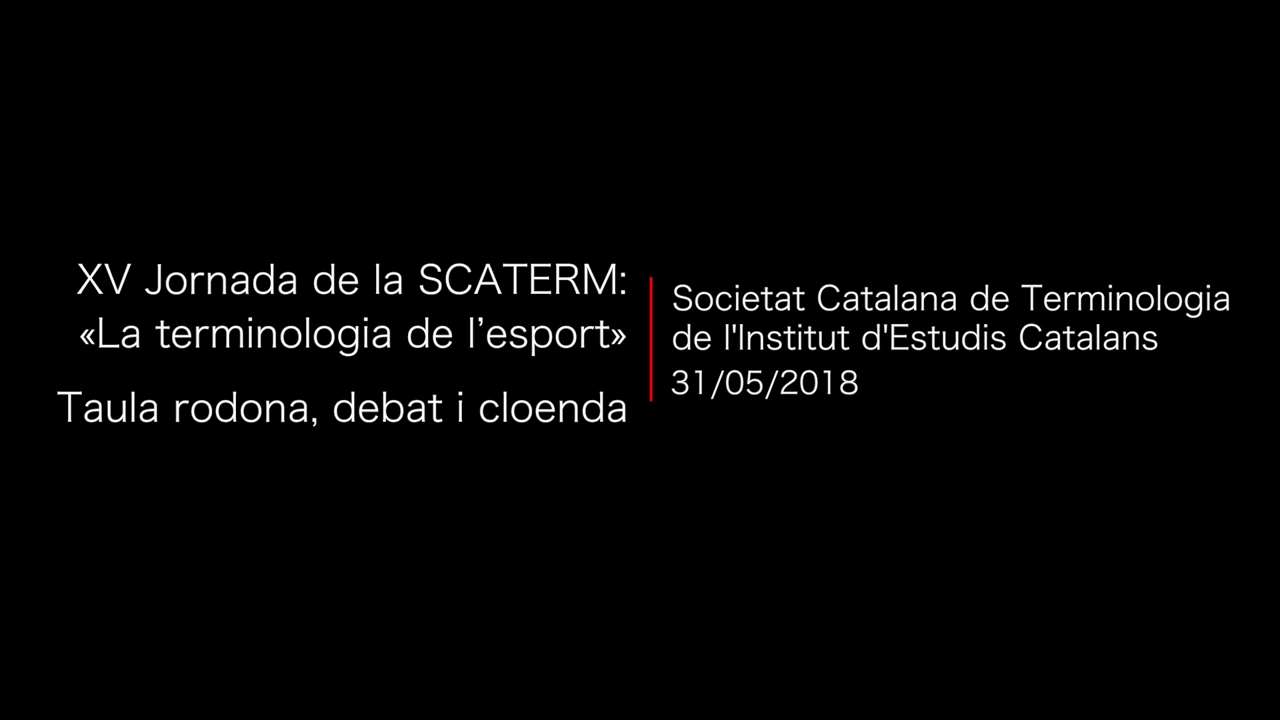 XV Jornada de la SCATERM:
«La terminologia de l’esport»
Taula rodona, debat i cloenda
Societat Catalana de Terminologia
de l'Institut d'Estudis Catalans
31/05/2018